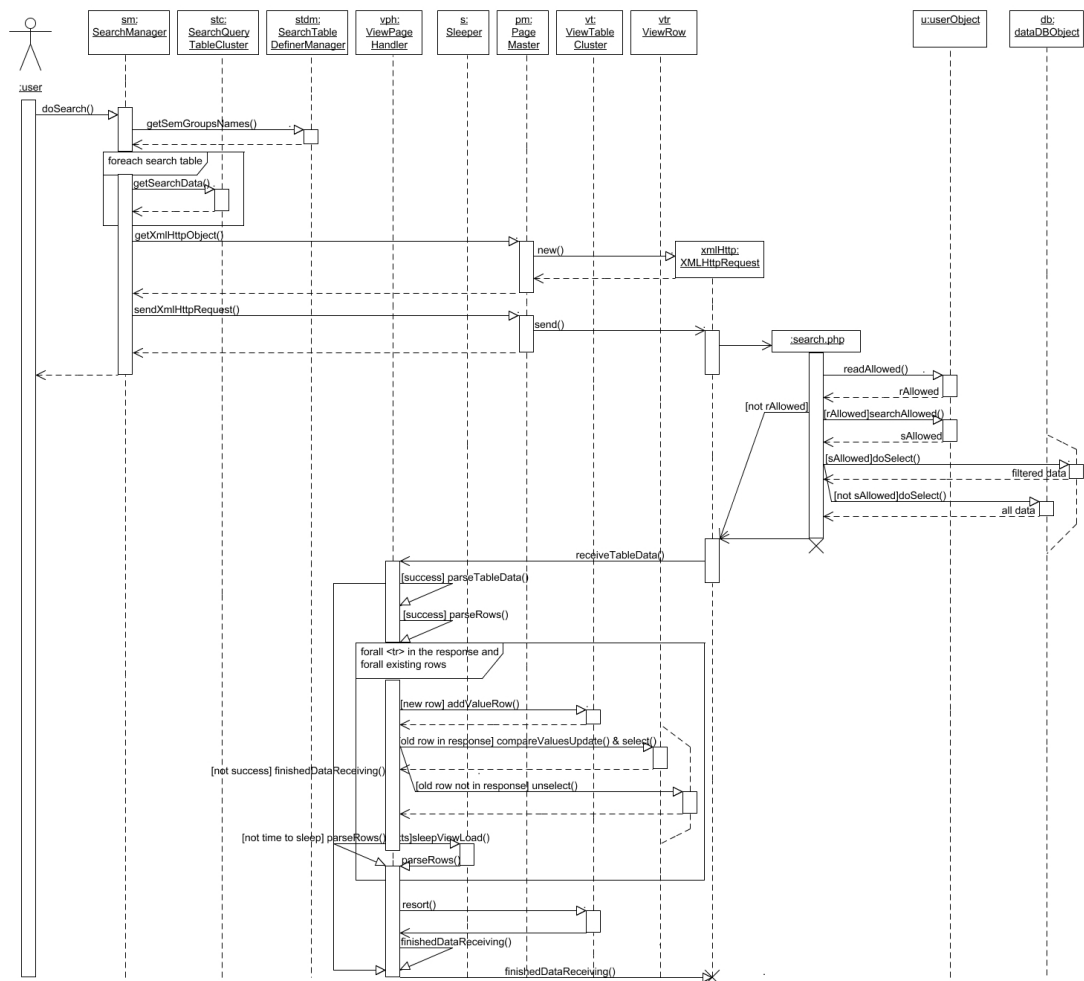 sm:
SearchManager
stc:
SearchQuery
TableCluster
stdm:
SearchTable
DefinerManager
vph:
ViewPage
Handler
s:
Sleeper
pm:
Page
Master
vt:
ViewTable
Cluster
vtr
ViewRow
u:userObject
db:
dataDBObject
:user
doSearch()
getSemGroupsNames()
foreach search table
getSearchData()
getXmlHttpObject()
new()
xmlHttp:
XMLHttpRequest
sendXmlHttpRequest()
send()
:search.php
readAllowed()
rAllowed
[not rAllowed]
[rAllowed]searchAllowed()
sAllowed
[sAllowed]doSelect()
filtered data
[not sAllowed]doSelect()
all data
receiveTableData()
[success] parseTableData()
[success] parseRows()
forall <tr> in the response and
forall existing rows
[new row] addValueRow()
old row in response] compareValuesUpdate() & select()
[not success] finishedDataReceiving()
[old row not in response] unselect()
[not time to sleep] parseRows()
ts]sleepViewLoad()
parseRows()
resort()
finishedDataReceiving()
finishedDataReceiving()